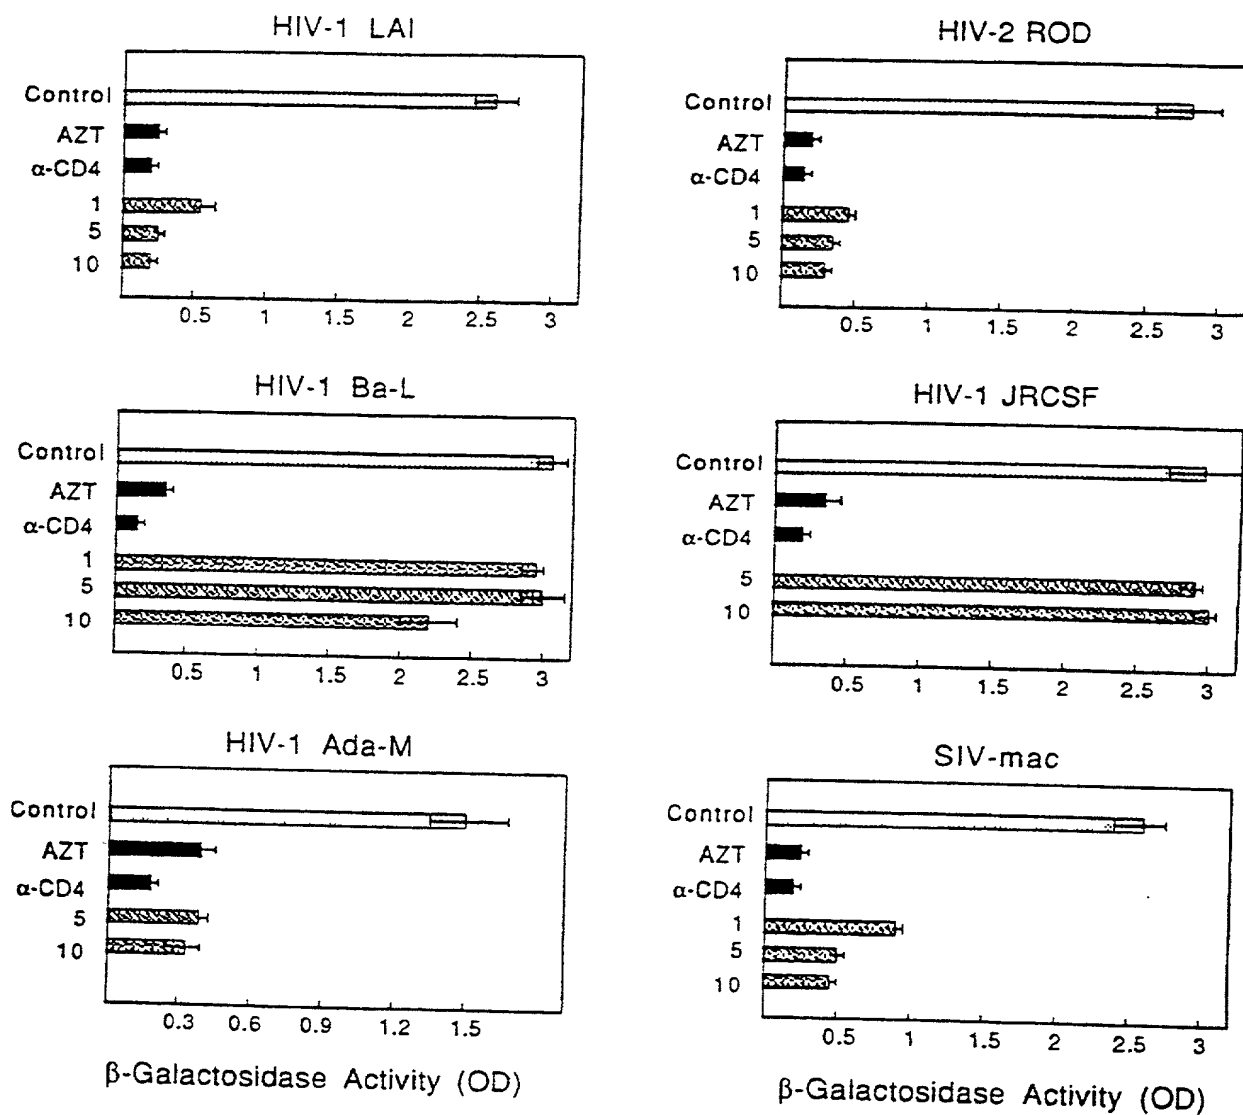 HIV-1 LAI
Control
AZT
α-CD4
1
5
10
0.5 1 1.5 2 2.5 3
HIV-2 ROD
Control
AZT
α-CD4
1
5
10
0.5 1 1.5 2 2.5 3
HIV-1 Ba-L
Control
AZT
α-CD4
1
5
10
0.5 1 1.5 2 2.5 3
HIV-1 JRCSF
Control
AZT
α-CD4
5
10
0.5 1 1.5 2 2.5 3
HIV-1 Ada-M
Control
AZT
α-CD4
5
10
0.3 0.6 0.9 1.2 1.5
β-Galactosidase Activity (OD)
SIV-mac
Control
AZT
α-CD4
1
5
10
0.5 1 1.5 2 2.5 3
β-Galactosidase Activity (OD)